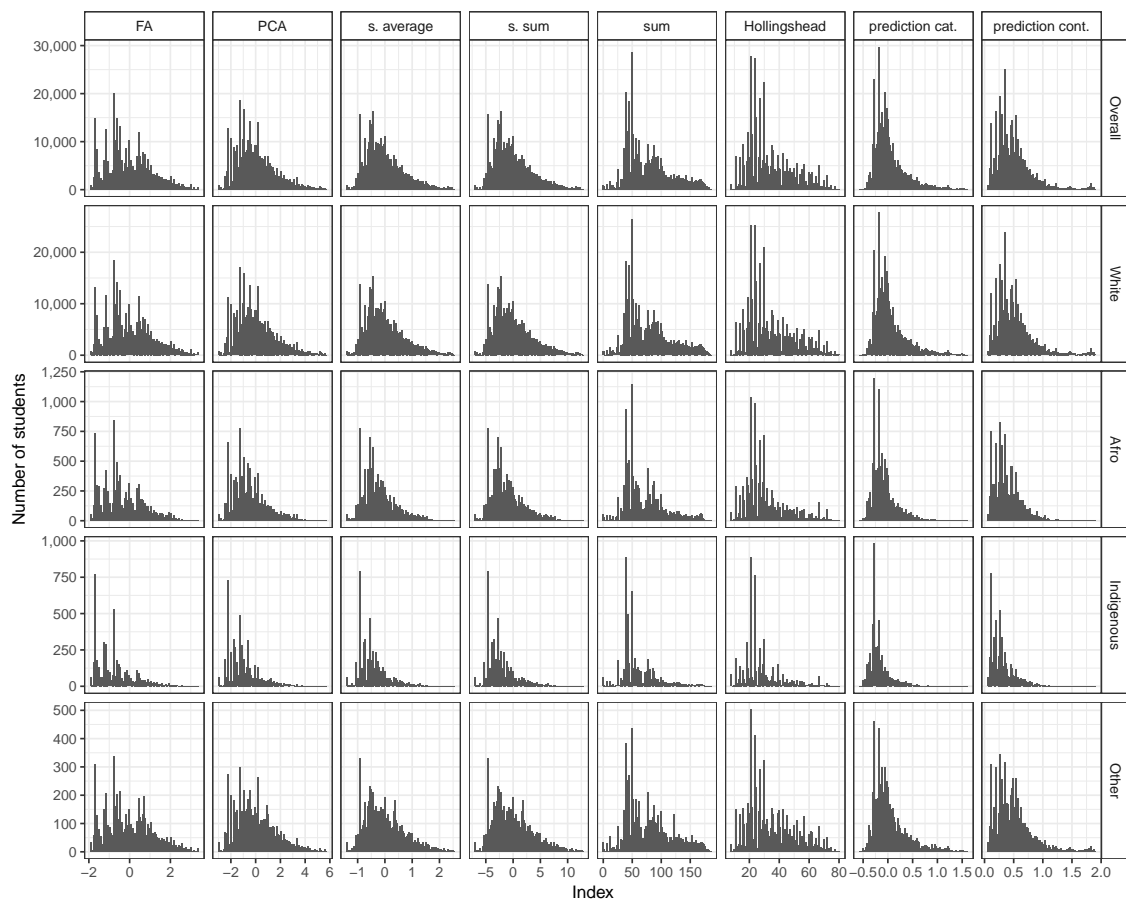 FA PCA s. average s. sum sum Hollingshead prediction cat. prediction cont.
30,000
20,000
10,000
0
Overall
20,000
10,000
0
White
1,250
1,000
750
500
250
0
Afro
1,000
750
500
250
0
Indigenous
500
400
300
200
100
0
Other
Number of students
−2 0 2 −2 0 2 4 6 −1 0 1 2 −5 0 5 10 0 50 100 150 20 40 60 80 −0.5 0.0 0.5 1.0 1.5 0.0 0.5 1.0 1.5 2.0
Index